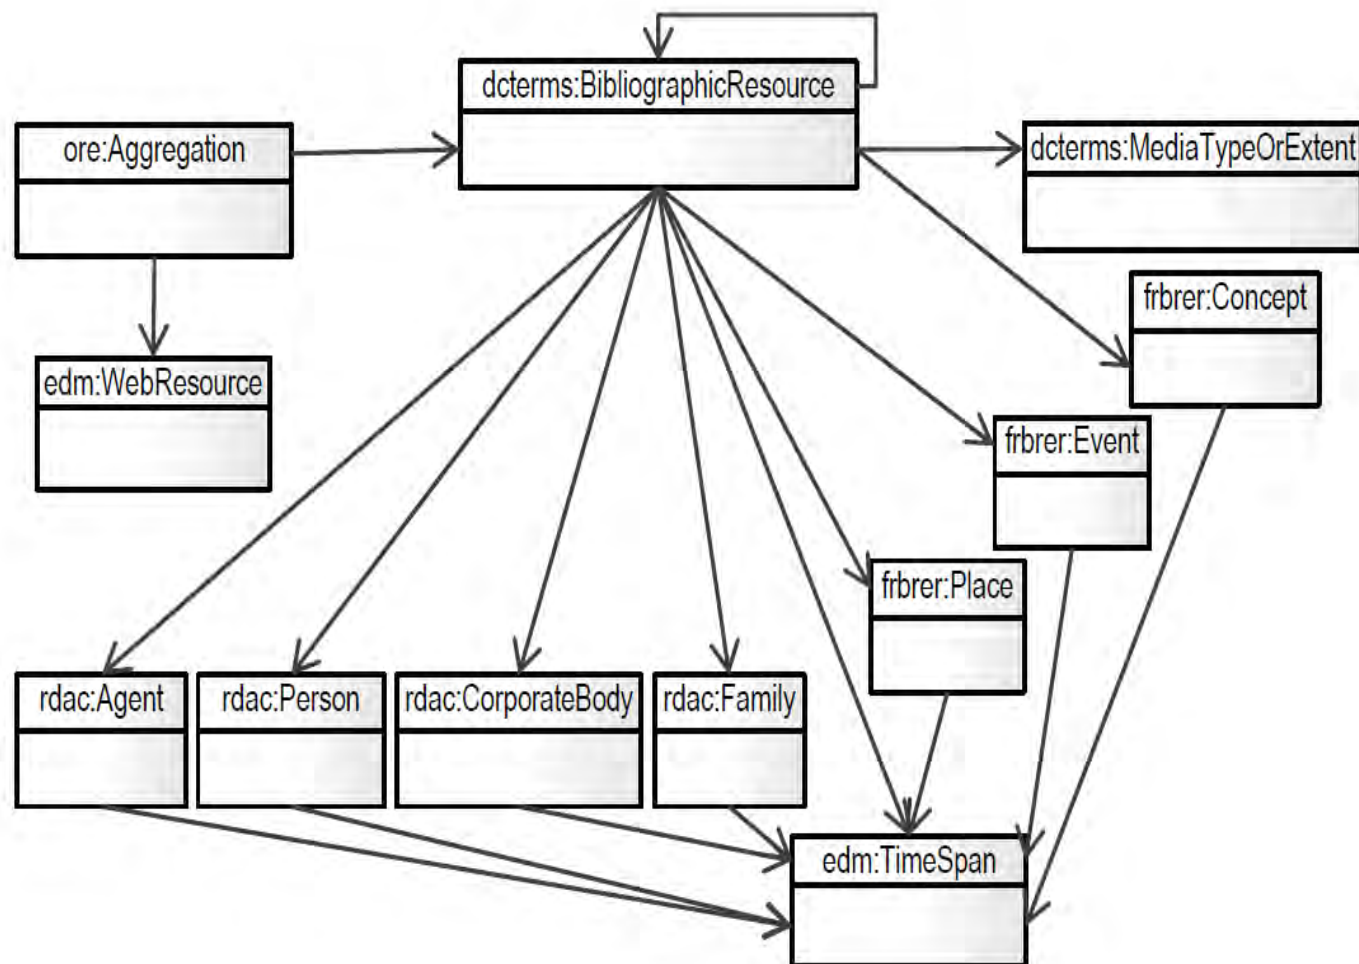 dcterms:BibliographicResource
ore:Aggregation
dcterms:MediaTypeOrExtent
frbrer:Concept
edm:WebResource
frbrer:Event
frbrer:Place
rdac:Agent
rdac:Person
rdac:CorporateBody
rdac:Family
edm:TimeSpan